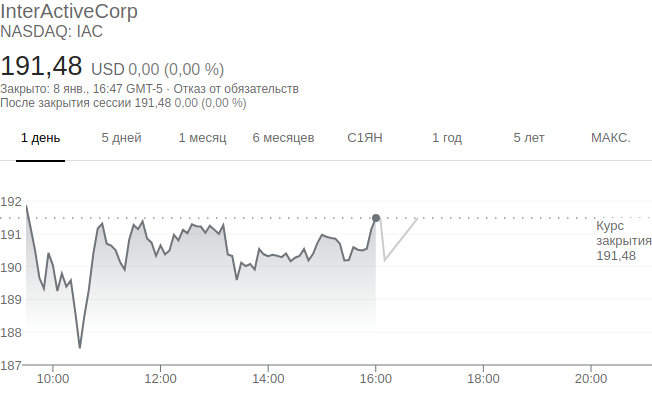 InterActiveCorp
NASDAQ: IAC
191,48 USD 0,00 (0,00 %)
Закрыто: 8 янв., 16:47 GMT-5 · Отказ от обязательств
После закрытия сессии 191,48 0,00 (0,00 %)
1 день 5 дней 1 месяц 6 месяцев С1ЯН 1 год 5 лет МАКС.
192
191
190
189
188
187
Курс
закрытия
191,48
10:00 12:00 14:00 16:00 18:00 20:00